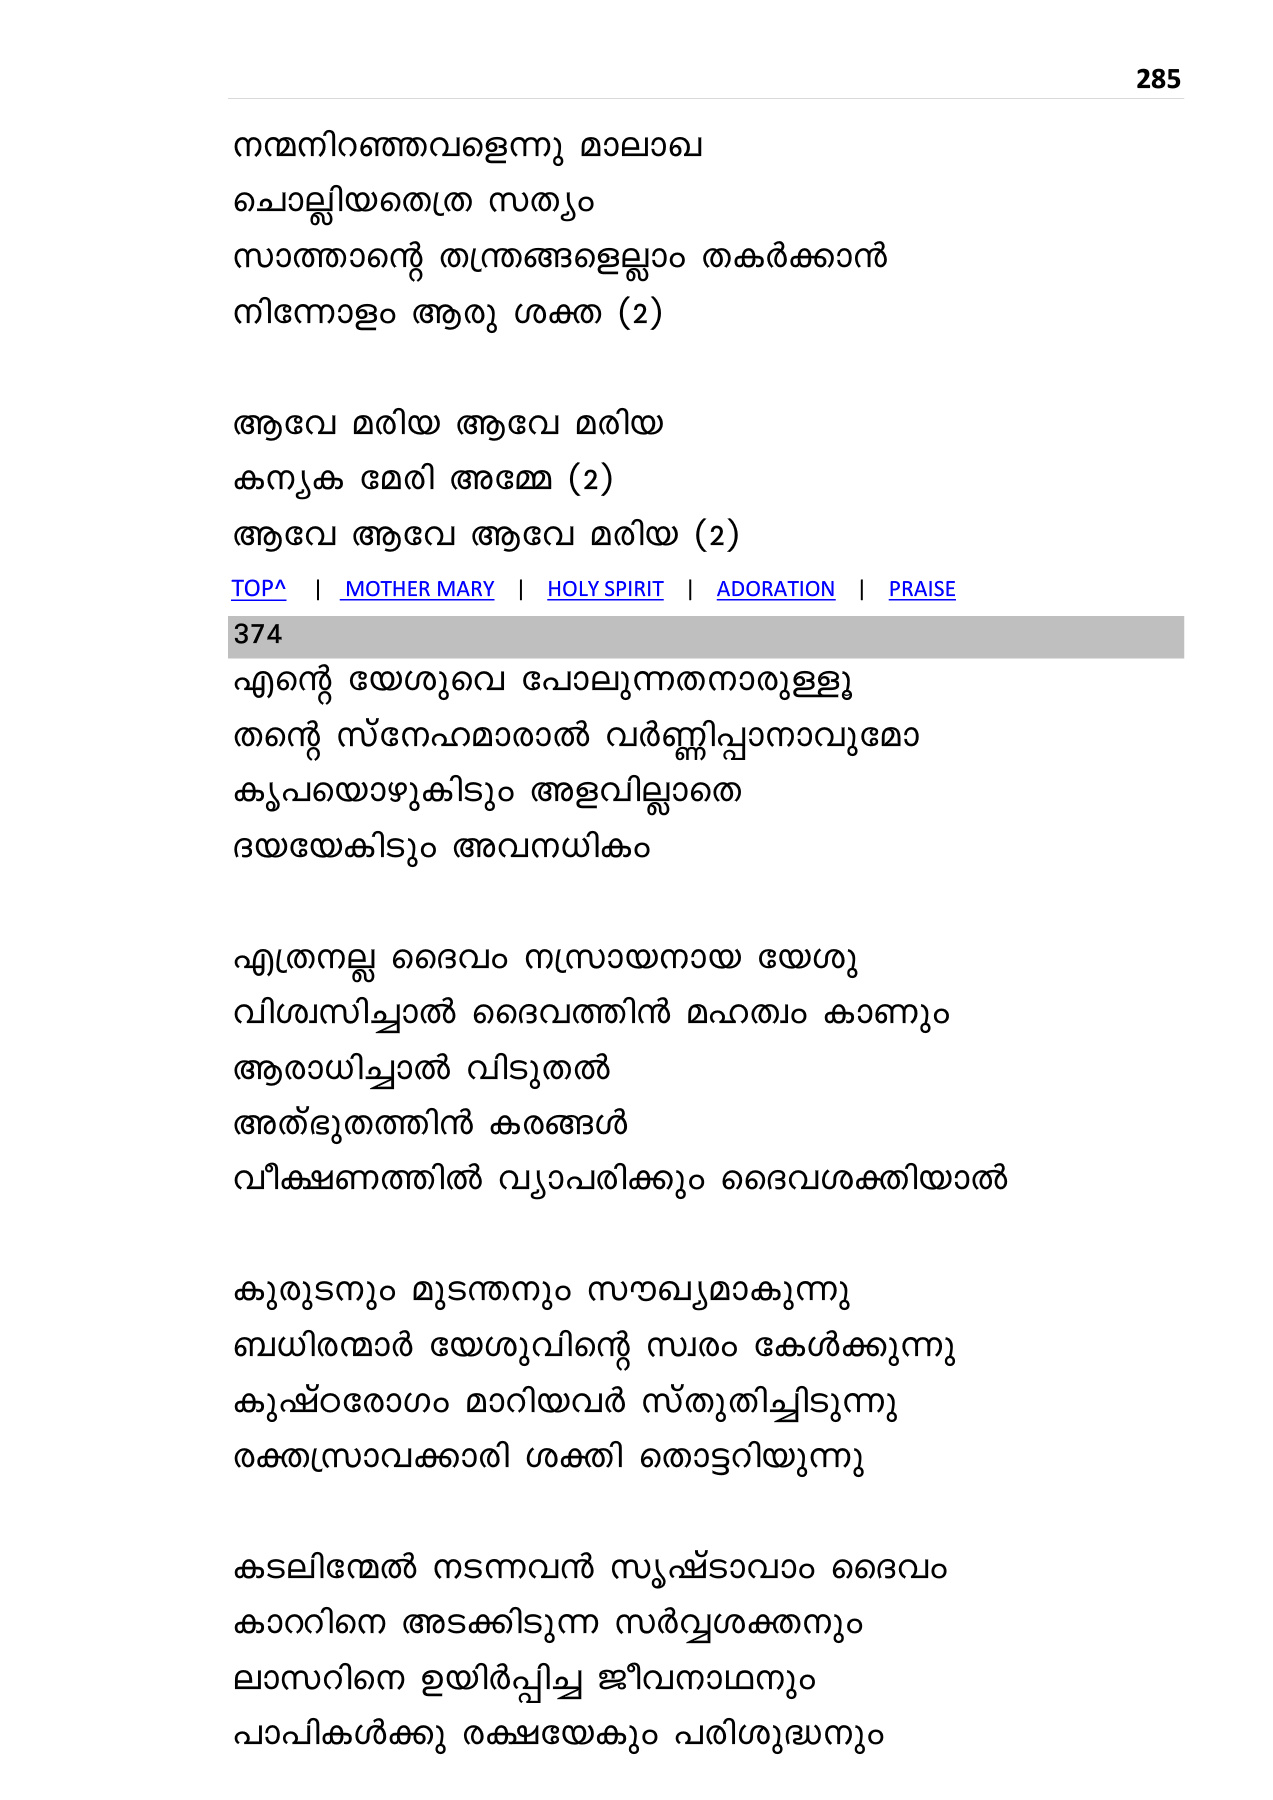 285
നന്മനിറഞ്ഞവളെന്നു മാലാഖ
ചൊല്ലിയതെത്ര സത്യം
സാത്താന്റെ തന്ത്രങ്ങളെല്ലാം തകർക്കാൻ
നിന്നോളം ആരു ശക്ത (2)
ആവേ മരിയ ആവേ മരിയ
കന്യക മേരി അമ്മേ (2)
ആവേ ആവേ ആവേ മരിയ (2)
TOP^ | MOTHER MARY | HOLY SPIRIT | ADORATION | PRAISE
374
എന്റെ യേശുവെ പോലുന്നതനാരുള്ളൂ
തന്റെ സ്നേഹമാരാൽ വർണ്ണിപ്പാനാവുമോ
കൃപയൊഴുകിടും അളവില്ലാതെ
ദയയേകിടും അവനധികം
എത്രനല്ല ദൈവം നസ്രായനായ യേശു
വിശ്വസിച്ചാൽ ദൈവത്തിൻ മഹത്വം കാണും
ആരാധിച്ചാൽ വിടുതൽ
അത്ഭുതത്തിൻ കരങ്ങൾ
വീക്ഷണത്തിൽ വ്യാപരിക്കും ദൈവശക്തിയാൽ
കുരുടനും മുടന്തനും സൗഖ്യമാകുന്നു
ബധിരന്മാർ യേശുവിന്റെ സ്വരം കേൾക്കുന്നു
കുഷ്ഠരോഗം മാറിയവർ സ്തുതിച്ചിടുന്നു
രക്തസ്രാവക്കാരി ശക്തി തൊട്ടറിയുന്നു
കടലിന്മേൽ നടന്നവൻ സൃഷ്ടാവാം ദൈവം
കാററിനെ അടക്കിടുന്ന സർവ്വശക്തനും
ലാസറിനെ ഉയിർപ്പിച്ച ജീവനാഥനും
പാപികൾക്കു രക്ഷയേകും പരിശുദ്ധനും